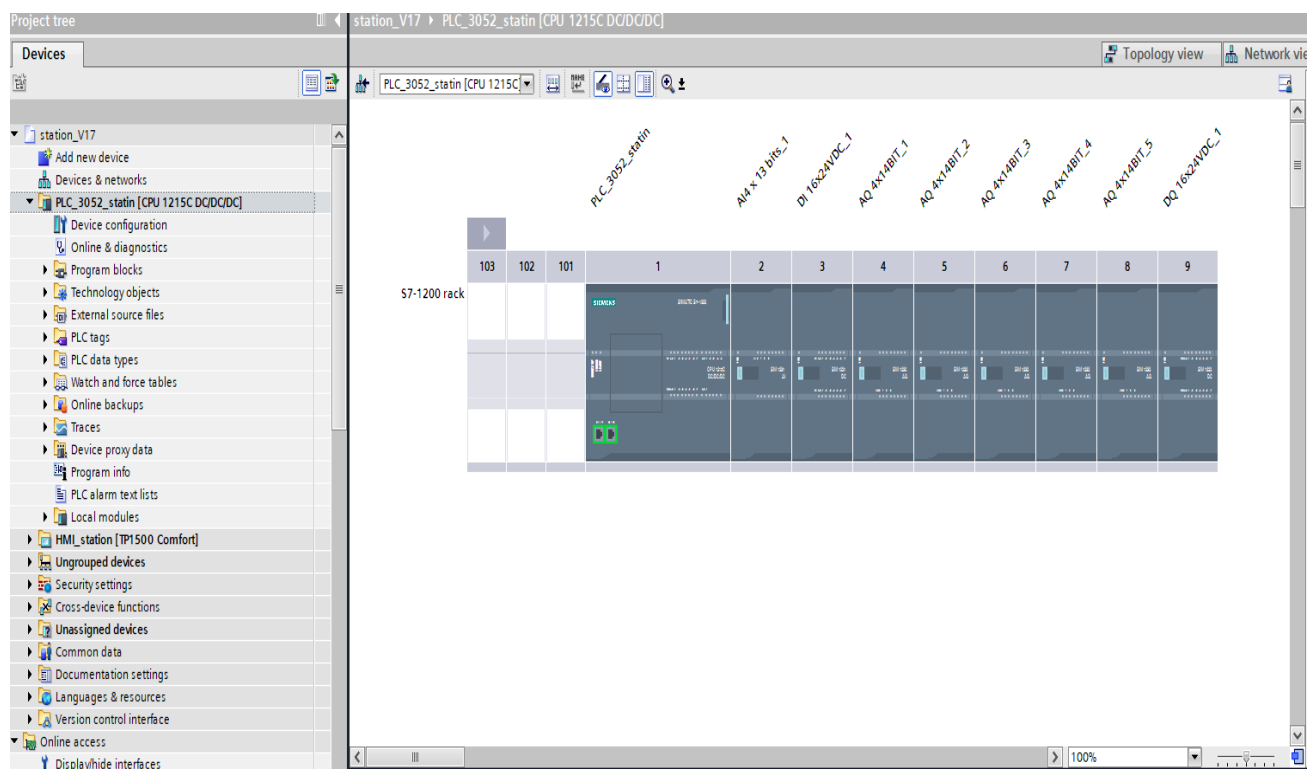 Project tree
station_V17 ▸ PLC_3052_statin [CPU 1215C DC/DC/DC]
Devices
Topology view
Network vie
PLC_3052_statin [CPU 1215C]
station_V17
Add new device
Devices & networks
PLC_3052_statin [CPU 1215C DC/DC/DC]
Device configuration
Online & diagnostics
Program blocks
Technology objects
External source files
PLC tags
PLC data types
Watch and force tables
Online backups
Traces
Device proxy data
Program info
PLC alarm text lists
Local modules
HMI_station [TP1500 Comfort]
Ungrouped devices
Security settings
Cross-device functions
Unassigned devices
Common data
Documentation settings
Languages & resources
Version control interface
Online access
Display/hide interfaces
PLC_3052_statin
AI4 x 13 bits_1
DI 16x24VDC_1
AQ 4x14BIT_1
AQ 4x14BIT_2
AQ 4x14BIT_3
AQ 4x14BIT_4
AQ 4x14BIT_5
DQ 16x24VDC_1
103 102 101 1 2 3 4 5 6 7 8 9
S7-1200 rack
SIEMENS
100%